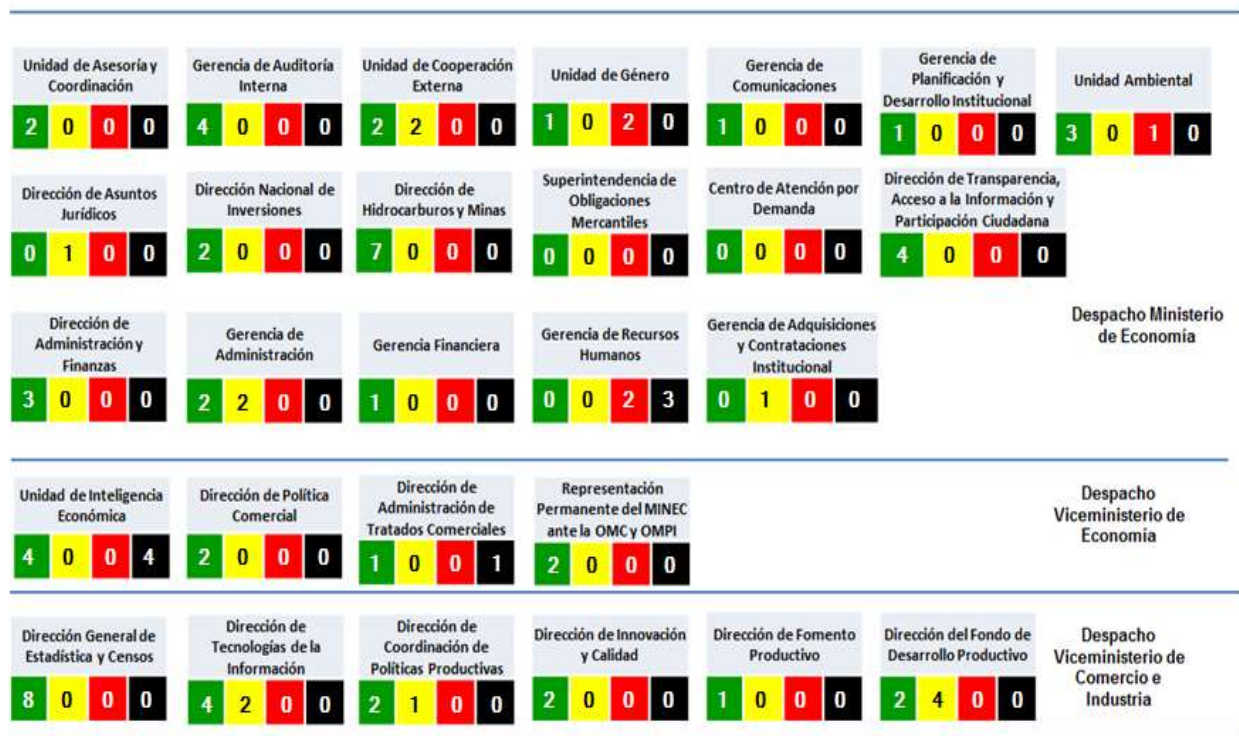 Unidad de Asesoría y
Coordinación
2 0 0 0
Gerencia de Auditoría
Interna
4 0 0 0
Unidad de Cooperación
Externa
2 2 0 0
Unidad de Género
1 0 2 0
Gerencia de
Comunicaciones
1 0 0 0
Gerencia de
Planificación y
Desarrollo Institucional
1 0 0 0
Unidad Ambiental
3 0 1 0
Dirección de Asuntos
Jurídicos
0 1 0 0
Dirección Nacional de
Inversiones
2 0 0 0
Dirección de
Hidrocarburos y Minas
7 0 0 0
Superintendencia de
Obligaciones
Mercantiles
0 0 0 0
Centro de Atención por
Demanda
0 0 0 0
Dirección de Transparencia,
Acceso a la Información y
Participación Ciudadana
4 0 0 0
Despacho Ministerio
de Economía
Dirección de
Administración y
Finanzas
3 0 0 0
Gerencia de
Administración
2 2 0 0
Gerencia Financiera
1 0 0 0
Gerencia de Recursos
Humanos
0 0 2 3
Gerencia de Adquisiciones
y Contrataciones
Institucional
0 1 0 0
Unidad de Inteligencia
Económica
4 0 0 4
Dirección de Política
Comercial
2 0 0 0
Dirección de
Administración de
Tratados Comerciales
1 0 0 1
Representación
Permanente del MINEC
ante la OMC y OMPI
2 0 0 0
Despacho
Viceministerio de
Economía
Dirección General de
Estadística y Censos
8 0 0 0
Dirección de
Tecnologías de la
Información
4 2 0 0
Dirección de
Coordinación de
Políticas Productivas
2 1 0 0
Dirección de Innovación
y Calidad
2 0 0 0
Dirección de Fomento
Productivo
1 0 0 0
Dirección del Fondo de
Desarrollo Productivo
2 4 0 0
Despacho
Viceministerio de
Comercio e
Industria